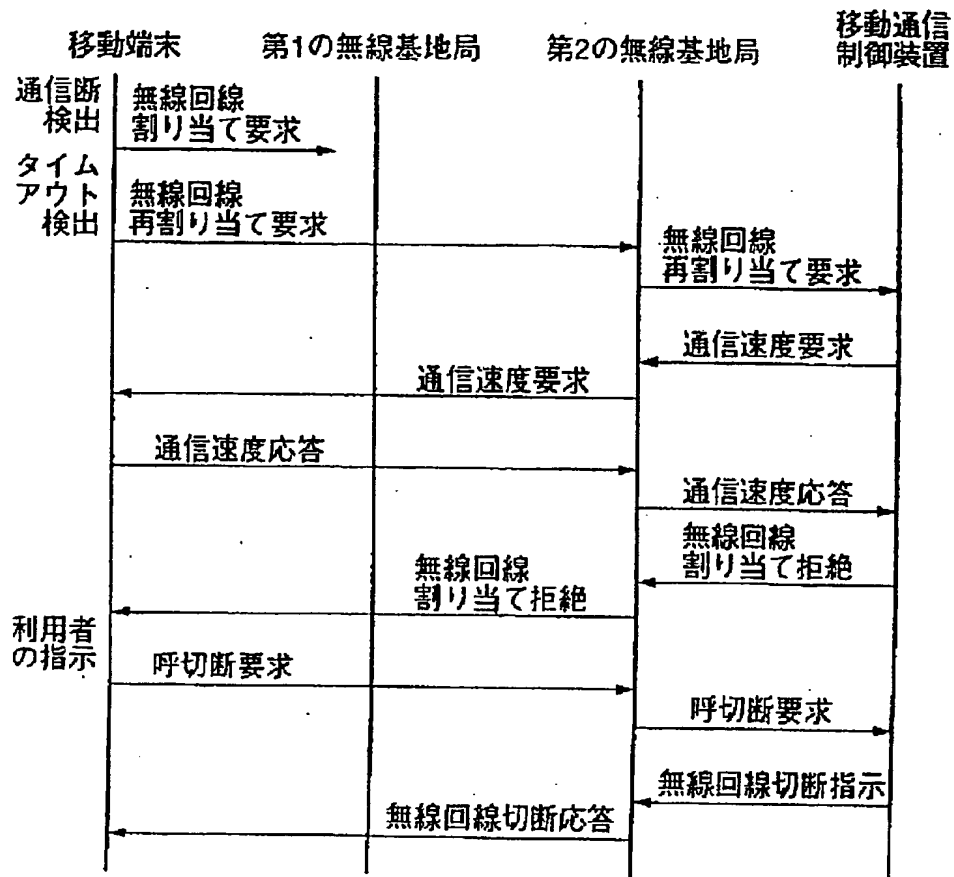 移動端末
第1の無線基地局
第2の無線基地局
移動通信
制御装置
通信断
検出
無線回線
割り当て要求
タイム
アウト
検出
無線回線
再割り当て要求
無線回線
再割り当て要求
通信速度要求
通信速度要求
通信速度応答
通信速度応答
無線回線
割り当て拒絶
無線回線
割り当て拒絶
利用者
の指示
呼切断要求
呼切断要求
無線回線切断指示
無線回線切断応答